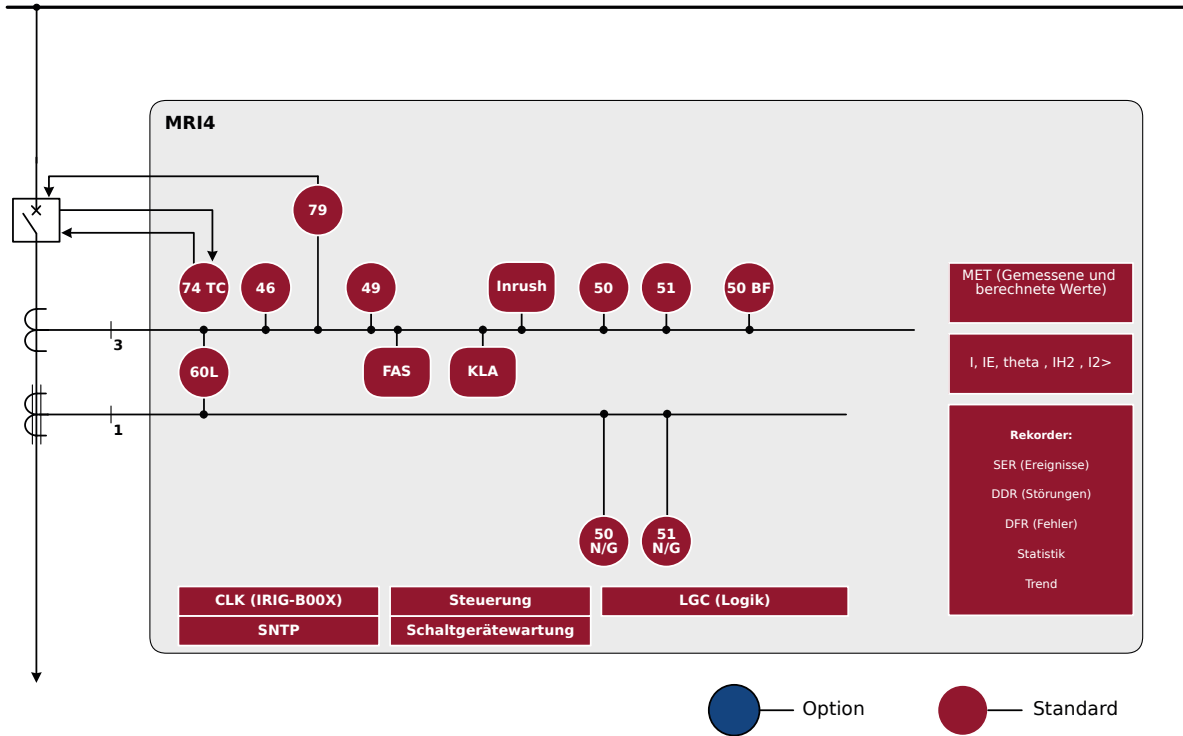 MRI4
79
74 TC
46
49
Inrush
50
51
50 BF
3
60L
FAS
KLA
1
50
N/G
51
N/G
MET (Gemessene und
berechnete Werte)
I, IE, theta , IH2 , I2>
Rekorder:
SER (Ereignisse)
DDR (Störungen)
DFR (Fehler)
Statistik
Trend
CLK (IRIG-B00X)
Steuerung
LGC (Logik)
SNTP
Schaltgerätewartung
Option
Standard